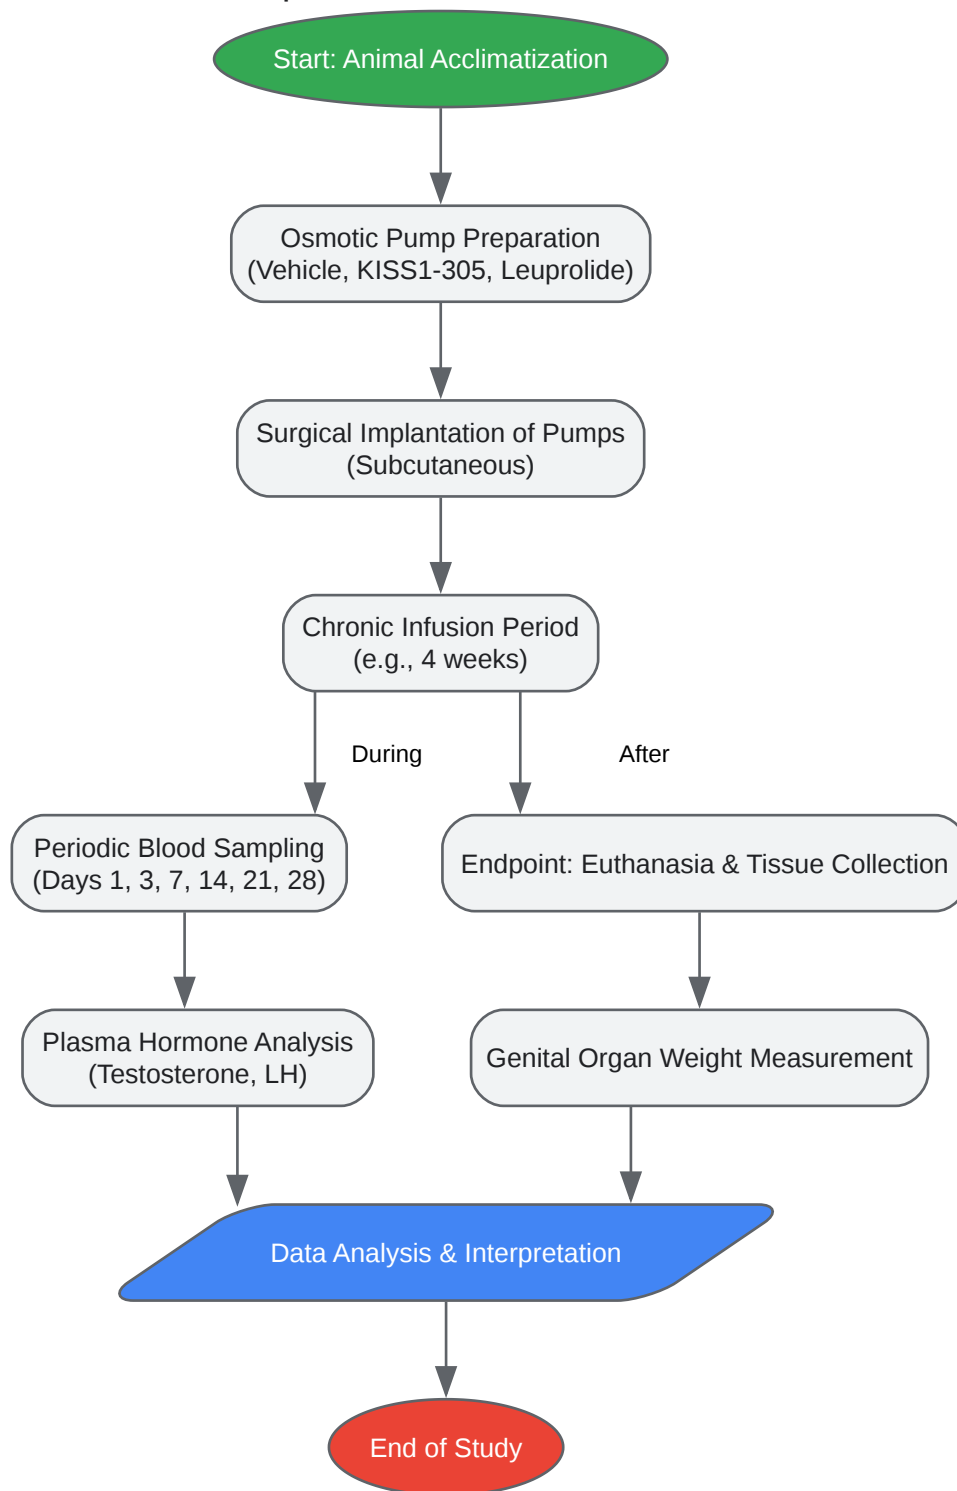 Start: Animal Acclimatization
Osmotic Pump Preparation
(Vehicle, KISS1-305, Leuprolide)
Surgical Implantation of Pumps
(Subcutaneous)
Chronic Infusion Period
(e.g., 4 weeks)
During
After
Periodic Blood Sampling
(Days 1, 3, 7, 14, 21, 28)
Endpoint: Euthanasia & Tissue Collection
Plasma Hormone Analysis
(Testosterone, LH)
Genital Organ Weight Measurement
Data Analysis & Interpretation
End of Study